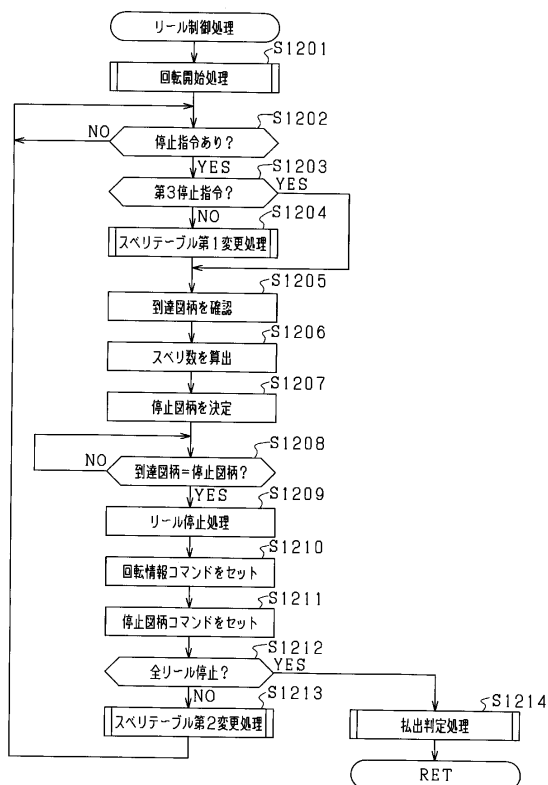 リール制御処理
S1201
回転開始処理
S1202
NO
停止指令あり?
YES
S1203
第3停止指令?
YES
NO
S1204
スベリテーブル第1変更処理
S1205
到達図柄を確認
S1206
スベリ数を算出
S1207
停止図柄を決定
S1208
NO
到達図柄=停止図柄?
YES
S1209
リール停止処理
S1210
回転情報コマンドをセット
S1211
停止図柄コマンドをセット
S1212
全リール停止?
YES
NO
S1213
スベリテーブル第2変更処理
S1214
払出判定処理
RET